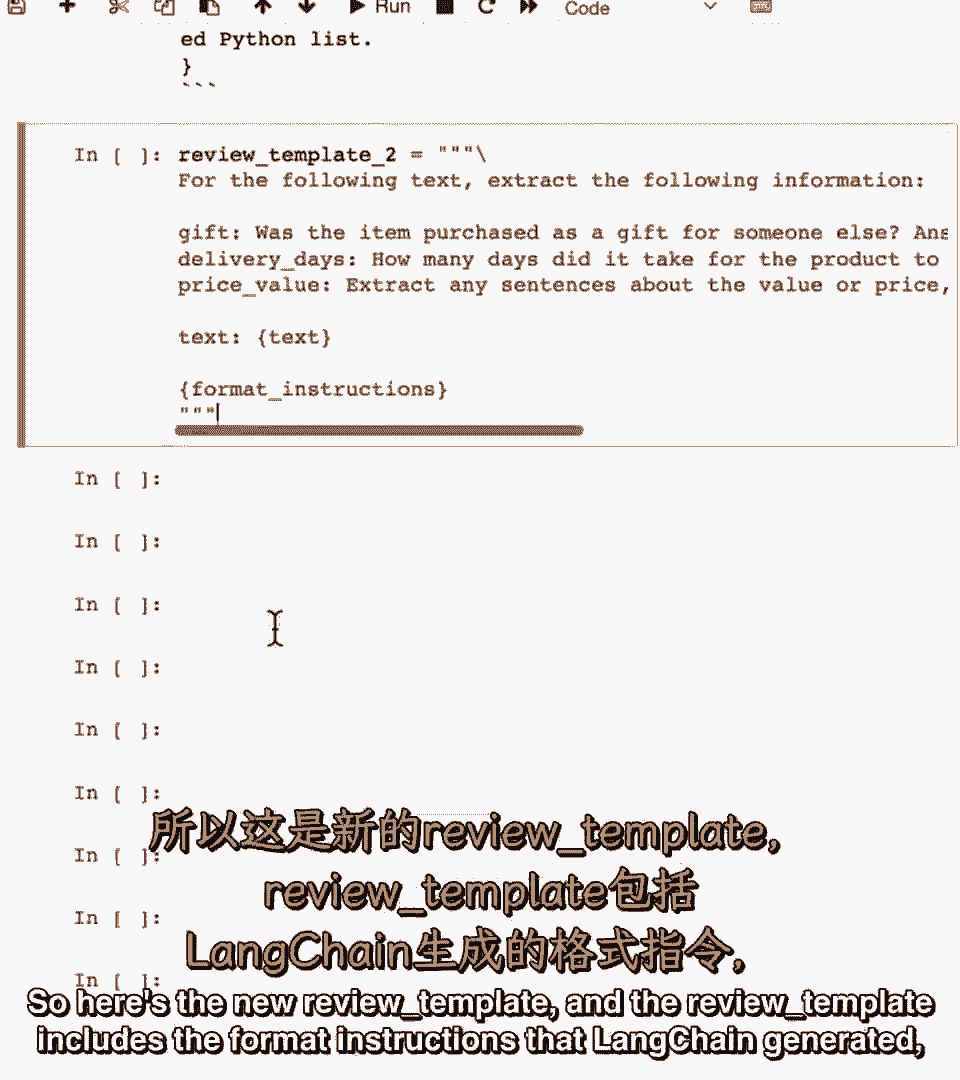 Run Code
ed Python list.
}
```
In [ ]: review_template_2 = """\
For the following text, extract the following information:
gift: Was the item purchased as a gift for someone else? Ans
delivery_days: How many days did it take for the product to
price_value: Extract any sentences about the value or price,
text: {text}
{format_instructions}
"""
In [ ]:
In [ ]:
In [ ]:
In [ ]:
In [ ]:
In [ ]:
In [ ]:
In [ ]:
In [ ]:
所以这是新的review_template,
review_template包括
LangChain生成的格式指令,
So here's the new review_template, and the review_template
includes the format instructions that LangChain generated,